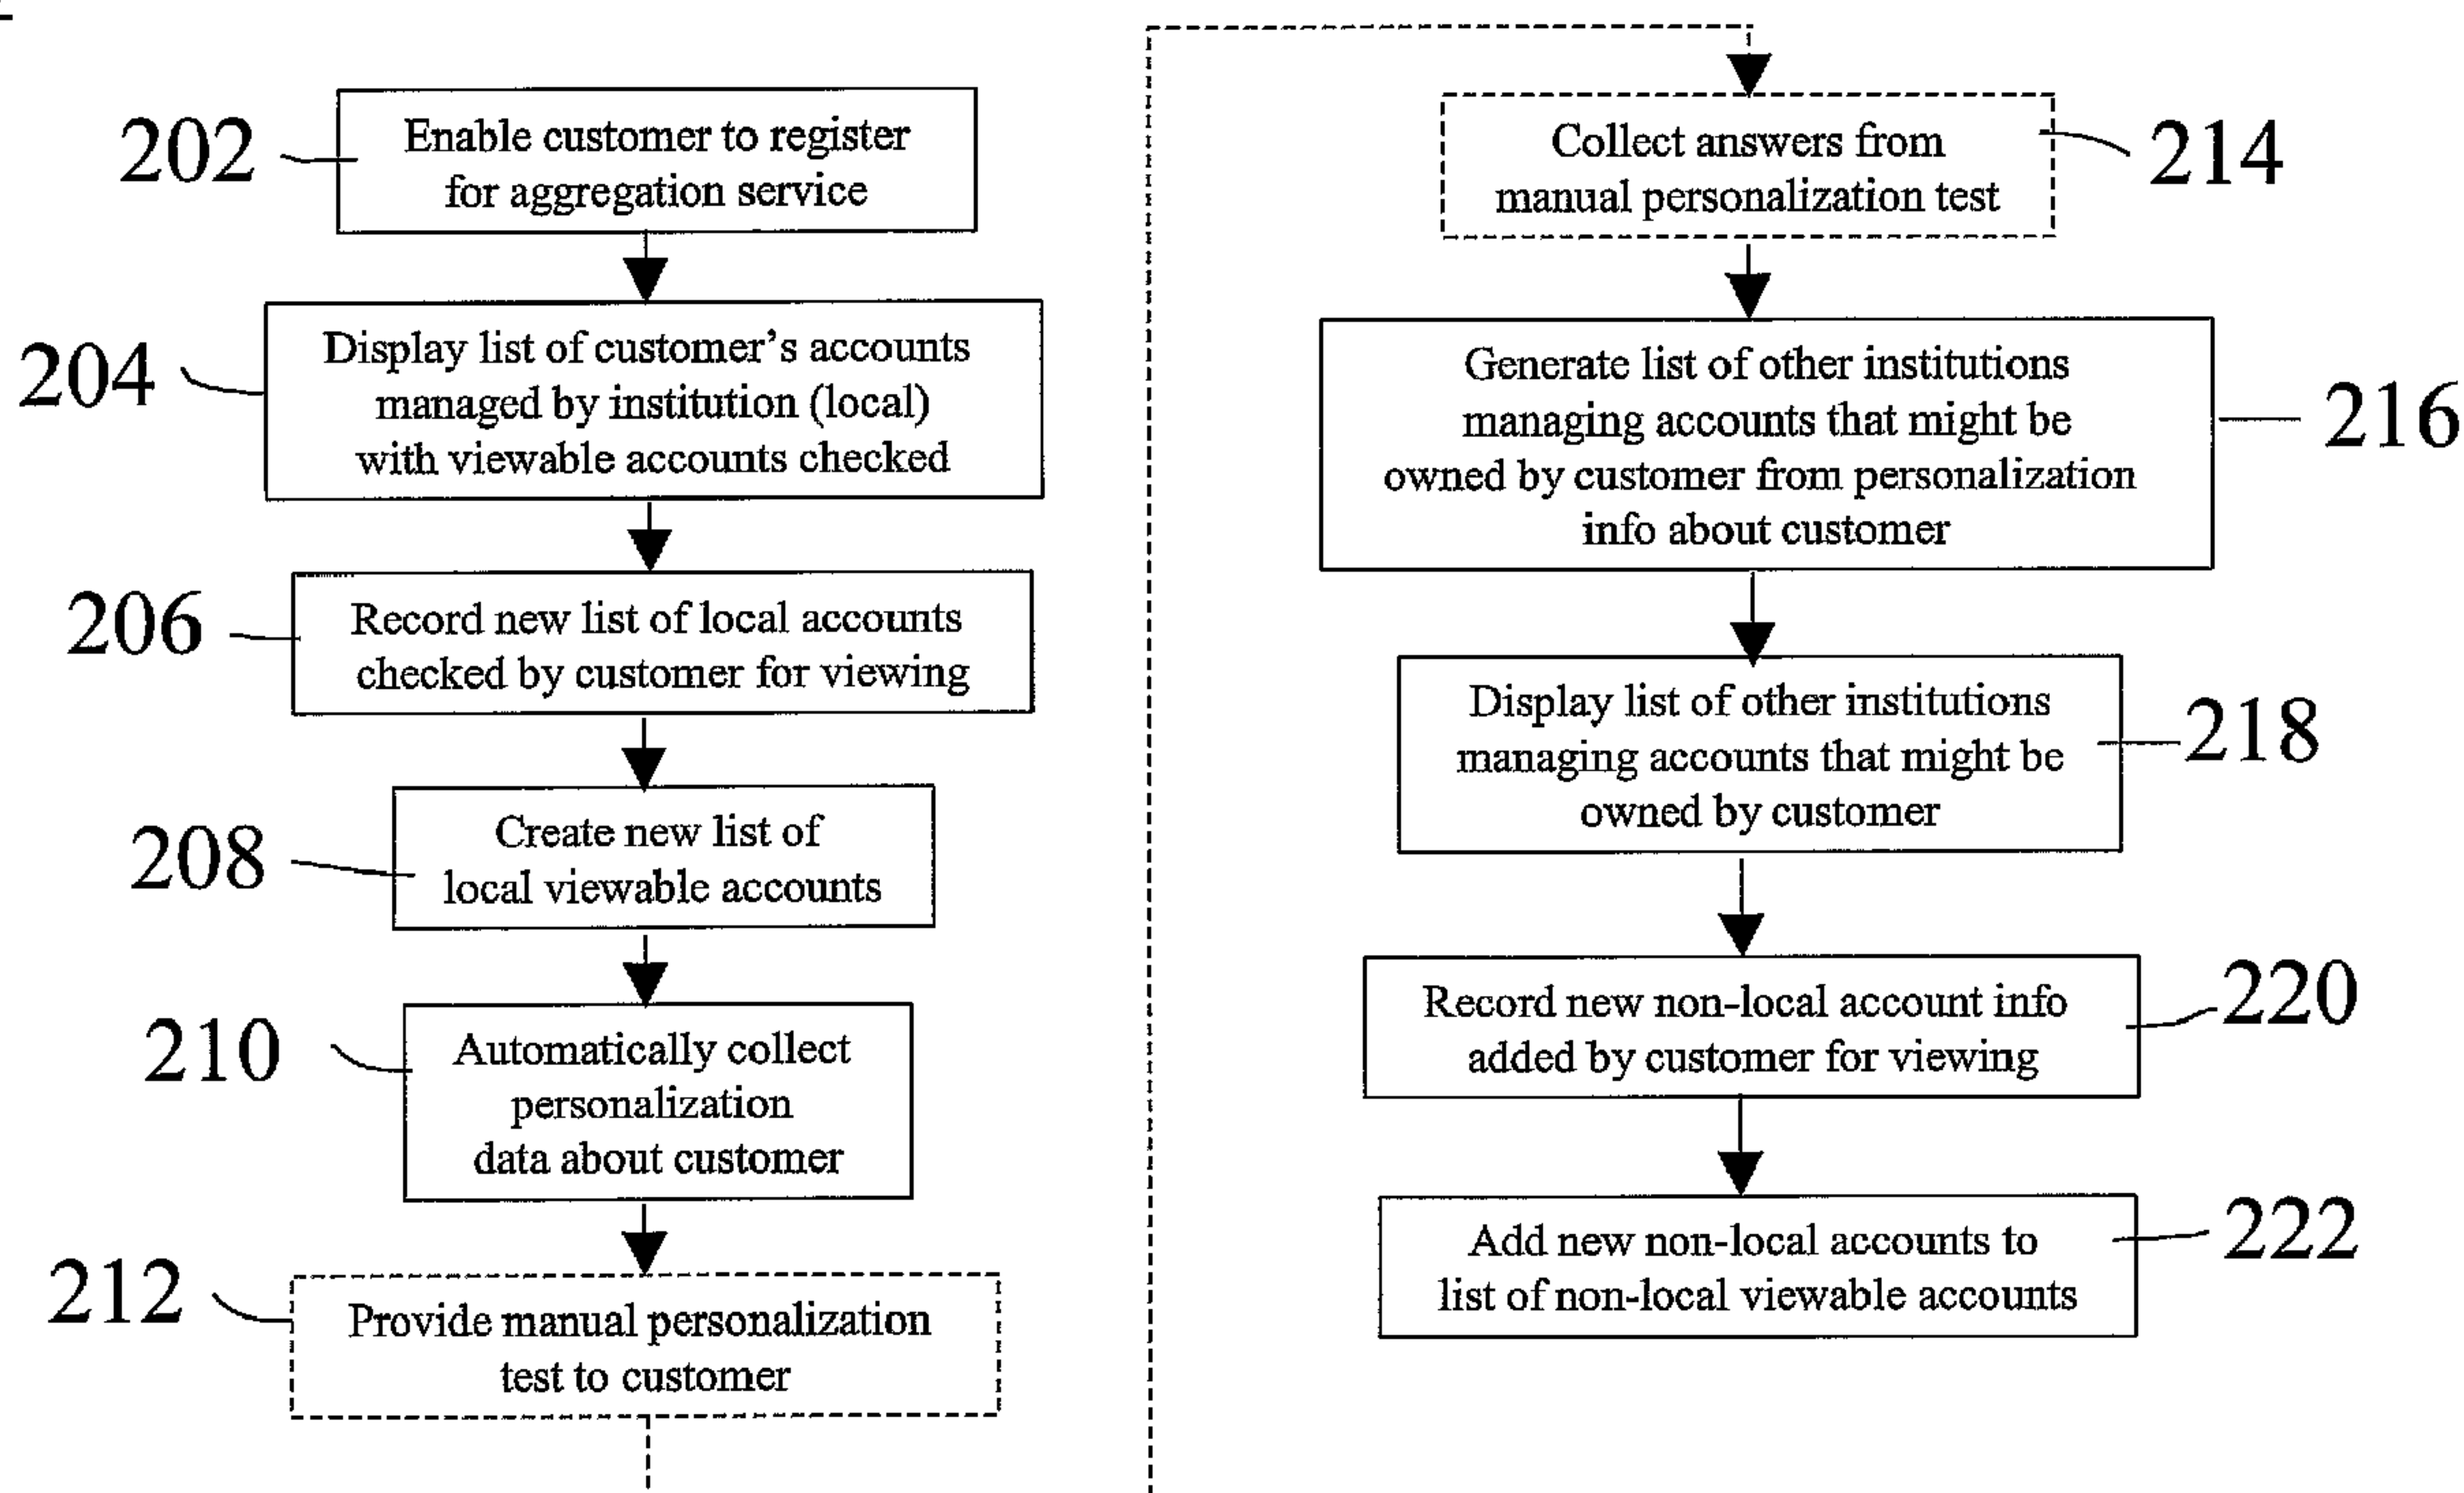 202
Enable customer to register
for aggregation service
204
Display list of customer's accounts
managed by institution (local)
with viewable accounts checked
206
Record new list of local accounts
checked by customer for viewing
208
Create new list of
local viewable accounts
210
Automatically collect
personalization
data about customer
212
Provide manual personalization
test to customer
Collect answers from
manual personalization test
214
Generate list of other institutions
managing accounts that might be
owned by customer from personalization
info about customer
216
Display list of other institutions
managing accounts that might be
owned by customer
218
Record new non-local account info
added by customer for viewing
220
Add new non-local accounts to
list of non-local viewable accounts
222